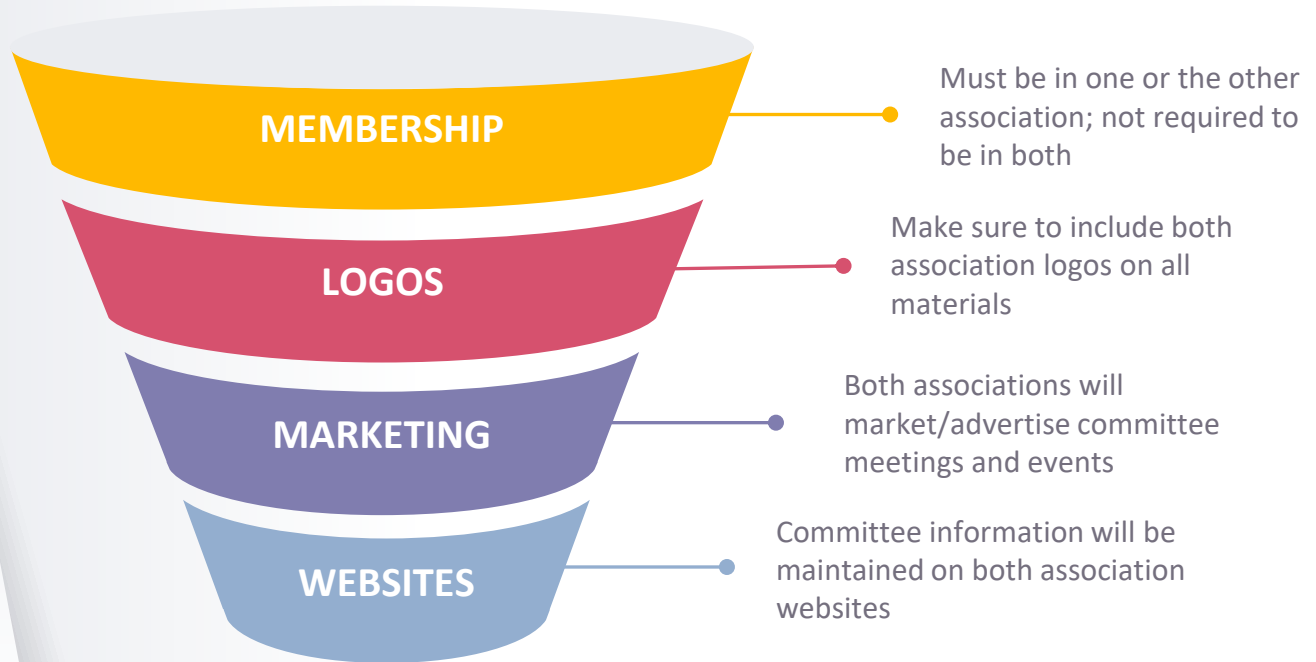 MEMBERSHIP
Must be in one or the other
association; not required to
be in both
LOGOS
Make sure to include both
association logos on all
materials
MARKETING
Both associations will
market/advertise committee
meetings and events
WEBSITES
Committee information will be
maintained on both association
websites